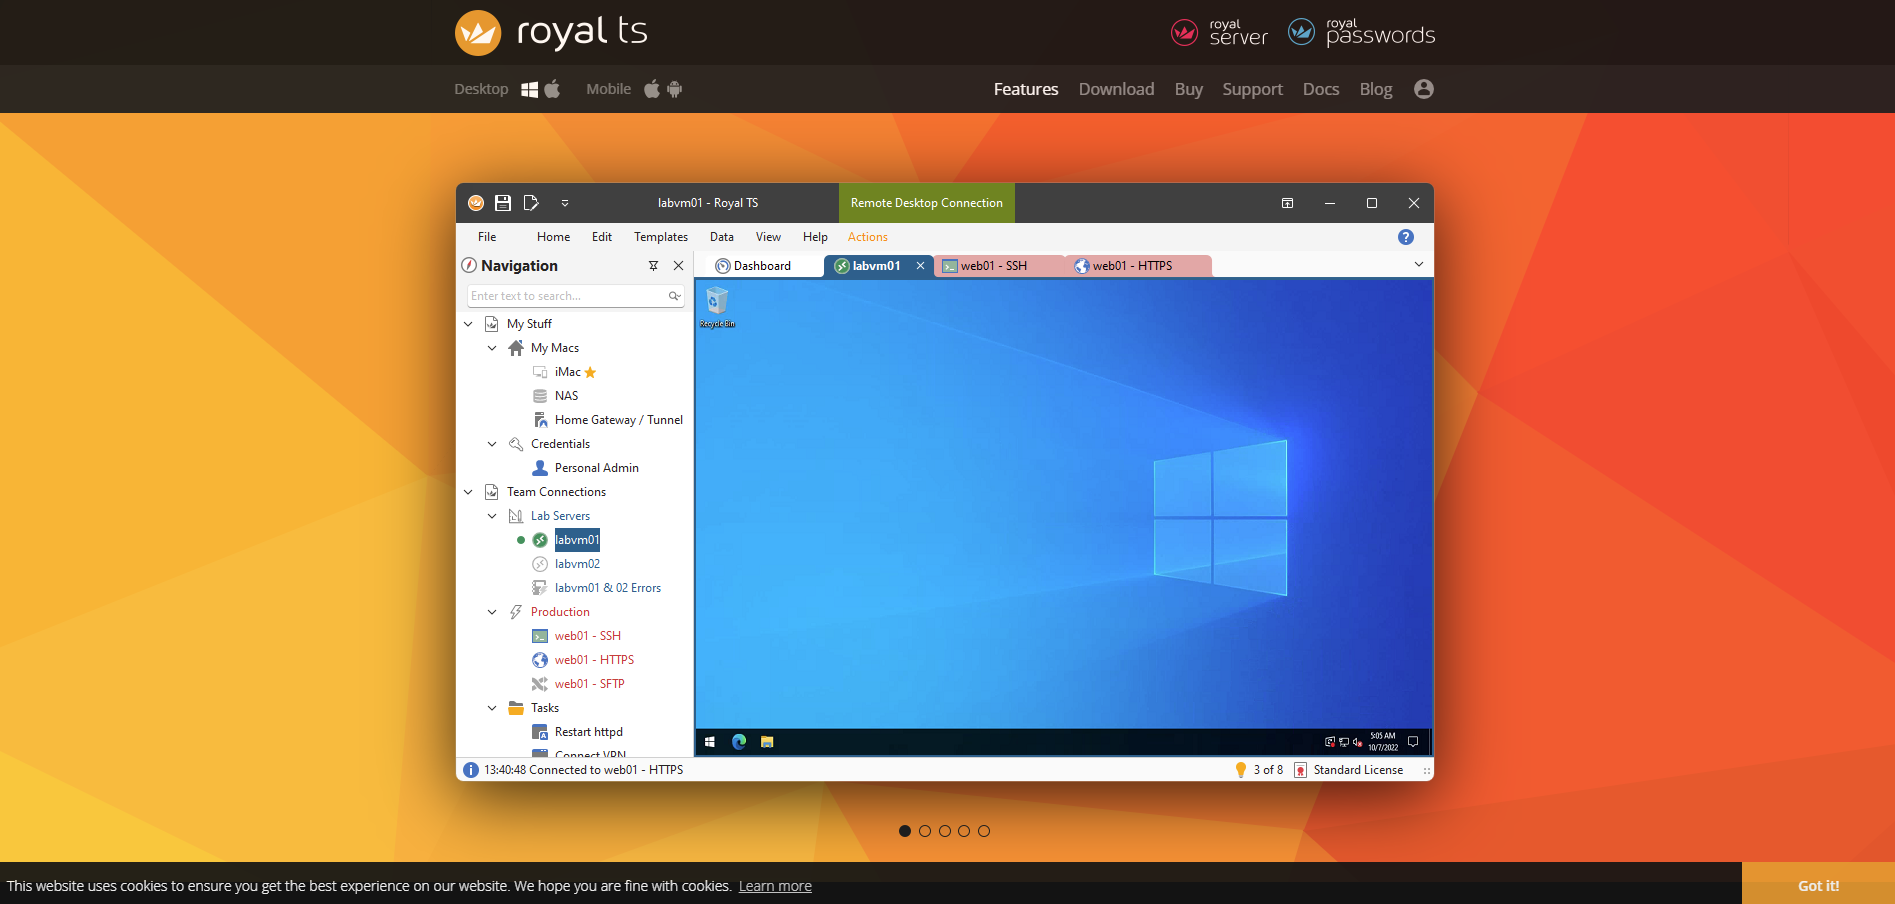 royal ts
royal server
royal passwords
Desktop
Mobile
Features
Download
Buy
Support
Docs
Blog
labvm01 - Royal TS
Remote Desktop Connection
File
Home
Edit
Templates
Data
View
Help
Actions
Navigation
Dashboard
labvm01
web01 - SSH
web01 - HTTPS
Enter text to search...
Recycle Bin
My Stuff
My Macs
iMac
NAS
Home Gateway / Tunnel
Credentials
Personal Admin
Team Connections
Lab Servers
labvm01
labvm02
labvm01 & 02 Errors
Production
web01 - SSH
web01 - HTTPS
web01 - SFTP
Tasks
Restart httpd
Connect VPN
5:05 AM
10/7/2022
13:40:48 Connected to web01 - HTTPS
3 of 8
Standard License
This website uses cookies to ensure you get the best experience on our website. We hope you are fine with cookies. Learn more
Got it!